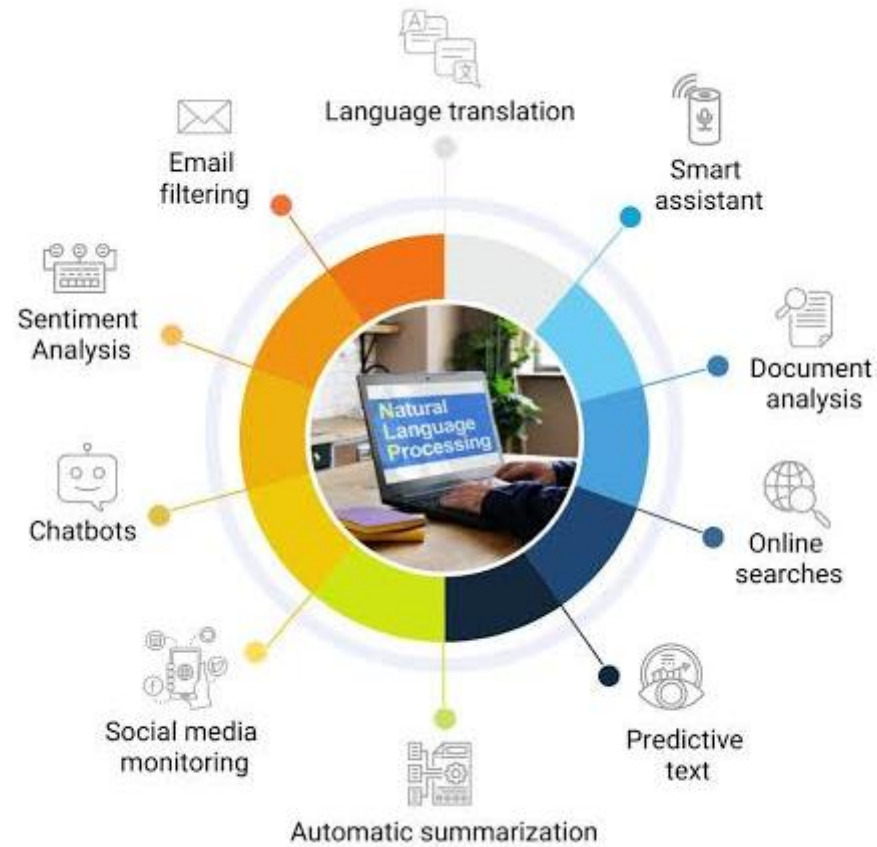 Language translation
Smart
assistant
Document
analysis
Online
searches
Predictive
text
Automatic summarization
Social media
monitoring
Chatbots
Sentiment
Analysis
Email
filtering
Natural
Language
Processing